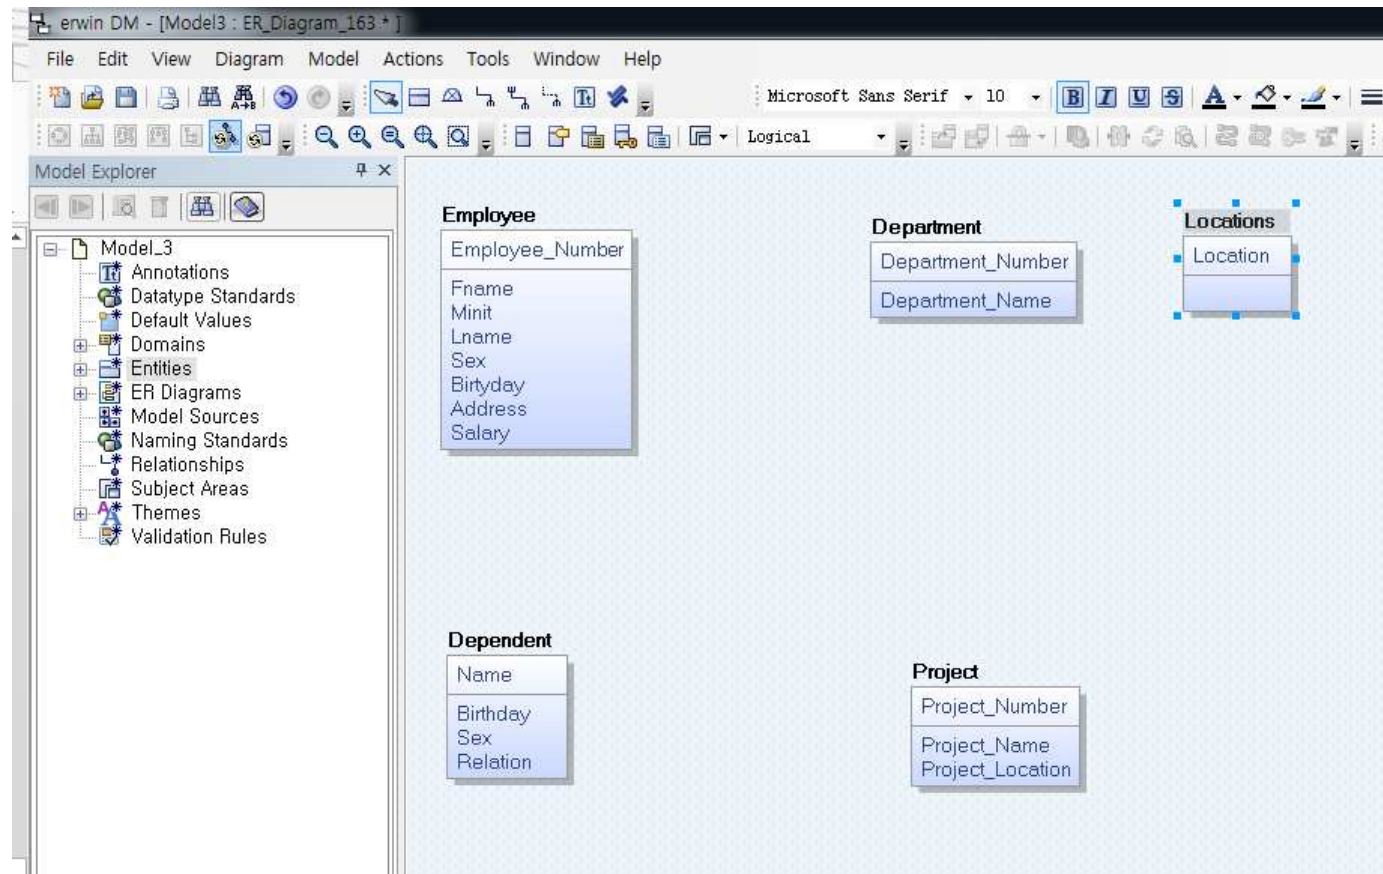 erwin DM - [Model3 : ER_Diagram_163 * ]
File Edit View Diagram Model Actions Tools Window Help
Microsoft Sans Serif 10 B I U S A
Logical
Model Explorer
Model_3
Annotations
Datatype Standards
Default Values
Domains
Entities
ER Diagrams
Model Sources
Naming Standards
Relationships
Subject Areas
Themes
Validation Rules
Employee
Employee_Number
Fname
Minit
Lname
Sex
Birtyday
Address
Salary
Department
Department_Number
Department_Name
Locations
Location
Dependent
Name
Birthday
Sex
Relation
Project
Project_Number
Project_Name
Project_Location